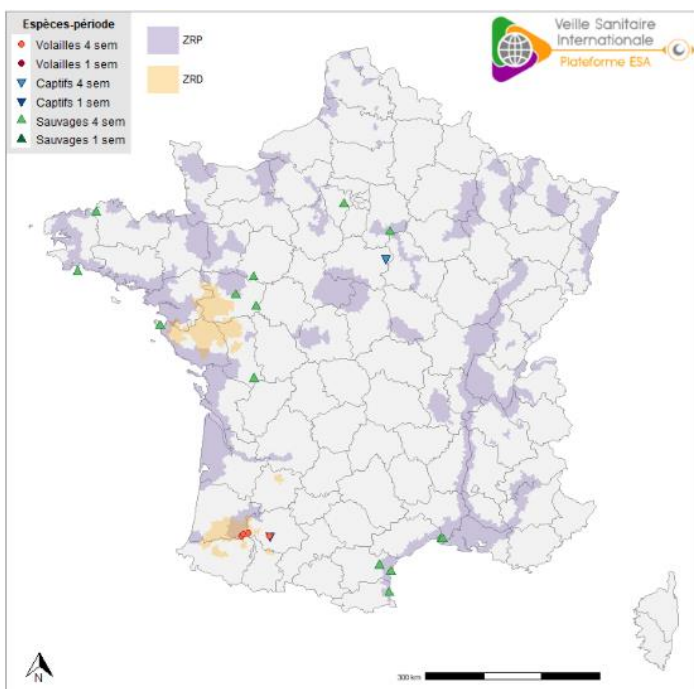 Espèces-période
Volailles 4 sem
Volailles 1 sem
Captifs 4 sem
Captifs 1 sem
Sauvages 4 sem
Sauvages 1 sem
ZRP
ZRD
Veille Sanitaire
Internationale
Plateforme ESA
N
300 km